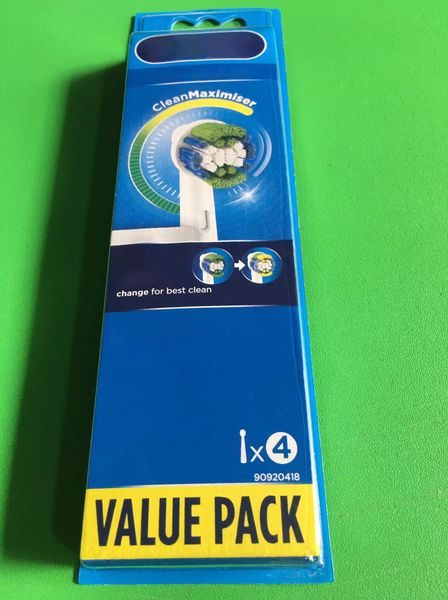 CleanMaximiser
change for best clean
x4
90920418
VALUE PACK